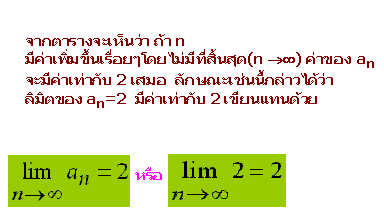 จากตารางจะเห็นว่า ถ้า n
มีค่าเพิ่มขึ้นเรื่อยๆโดยไม่มีที่สิ้นสุด(n →∞) ค่าของ aₙ
จะมีค่าเท่ากับ 2 เสมอ ลักษณะเช่นนี้กล่าวได้ว่า
ลิมิตของ aₙ=2 มีค่าเท่ากับ 2 เขียนแทนด้วย
lim aₙ = 2 หรือ lim 2 = 2
n→∞ n→∞